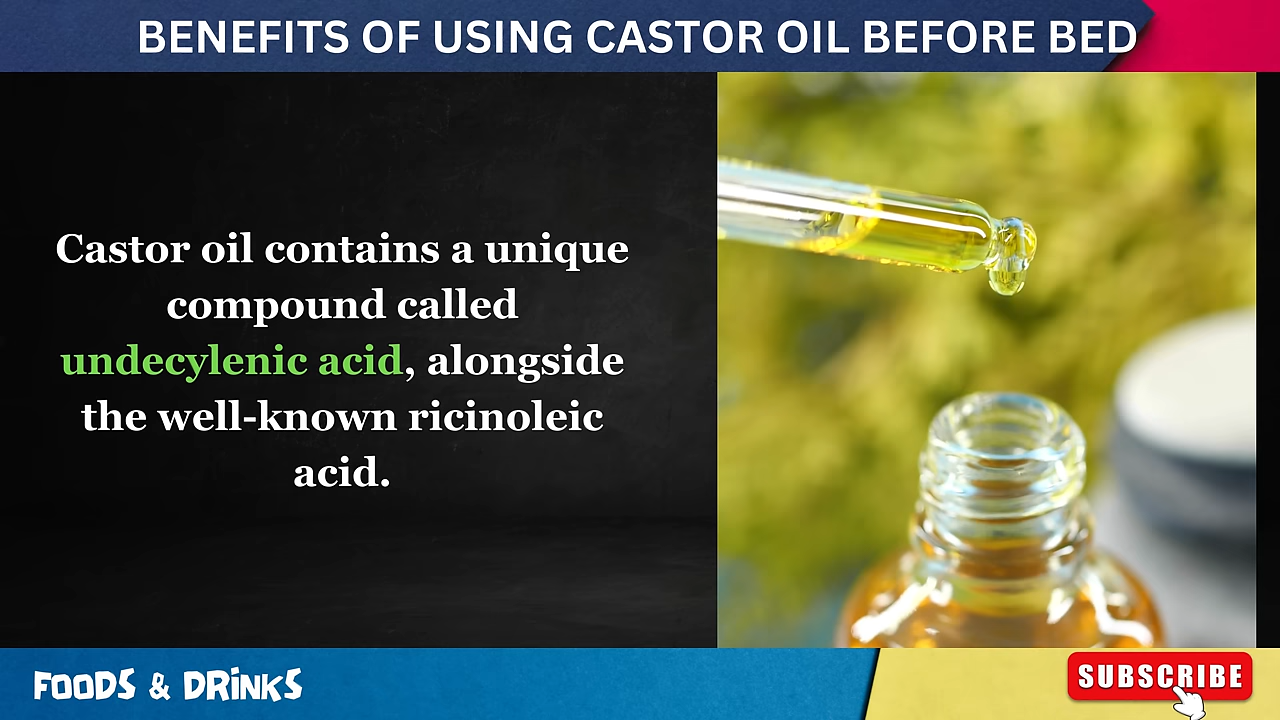 BENEFITS OF USING CASTOR OIL BEFORE BED
Castor oil contains a unique
compound called
undecylenic acid, alongside
the well-known ricinoleic
acid.
FOODS & DRINKS
SUBSCRIBE